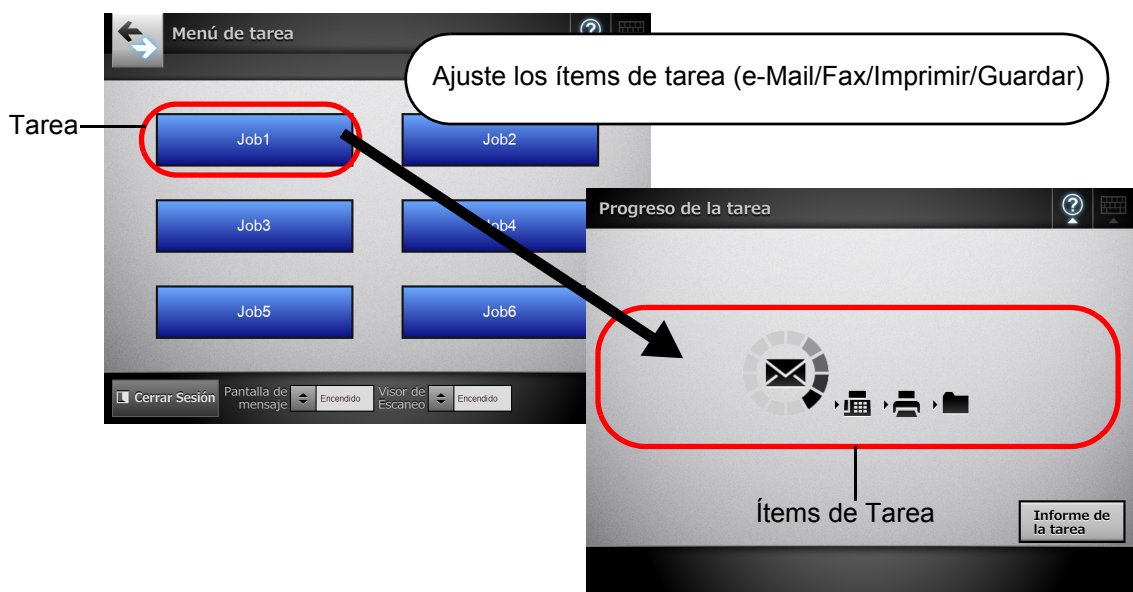 Menú de tarea
Ajuste los ítems de tarea (e-Mail/Fax/Imprimir/Guardar)
Tarea
Job1
Job2
Job3
Job4
Job5
Job6
Cerrar Sesión
Pantalla de
mensaje
Encendido
Visor de
Escaneo
Encendido
Progreso de la tarea
?
Ítems de Tarea
Informe de
la tarea